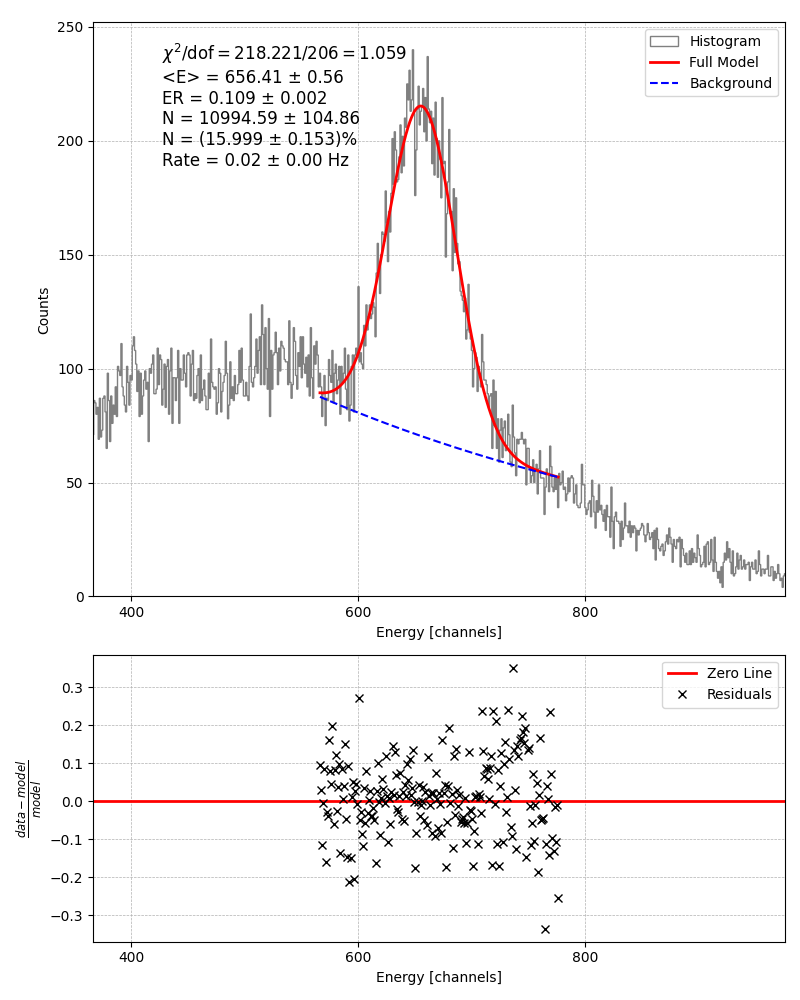 χ²/dof = 218.221/206 = 1.059
<E> = 656.41 ± 0.56
ER = 0.109 ± 0.002
N = 10994.59 ± 104.86
N = (15.999 ± 0.153)%
Rate = 0.02 ± 0.00 Hz
Histogram
Full Model
Background
250
200
150
100
50
0
Counts
400 600 800
Energy [channels]
Zero Line
Residuals
0.3
0.2
0.1
0.0
−0.1
−0.2
−0.3
data − model
model
400 600 800
Energy [channels]